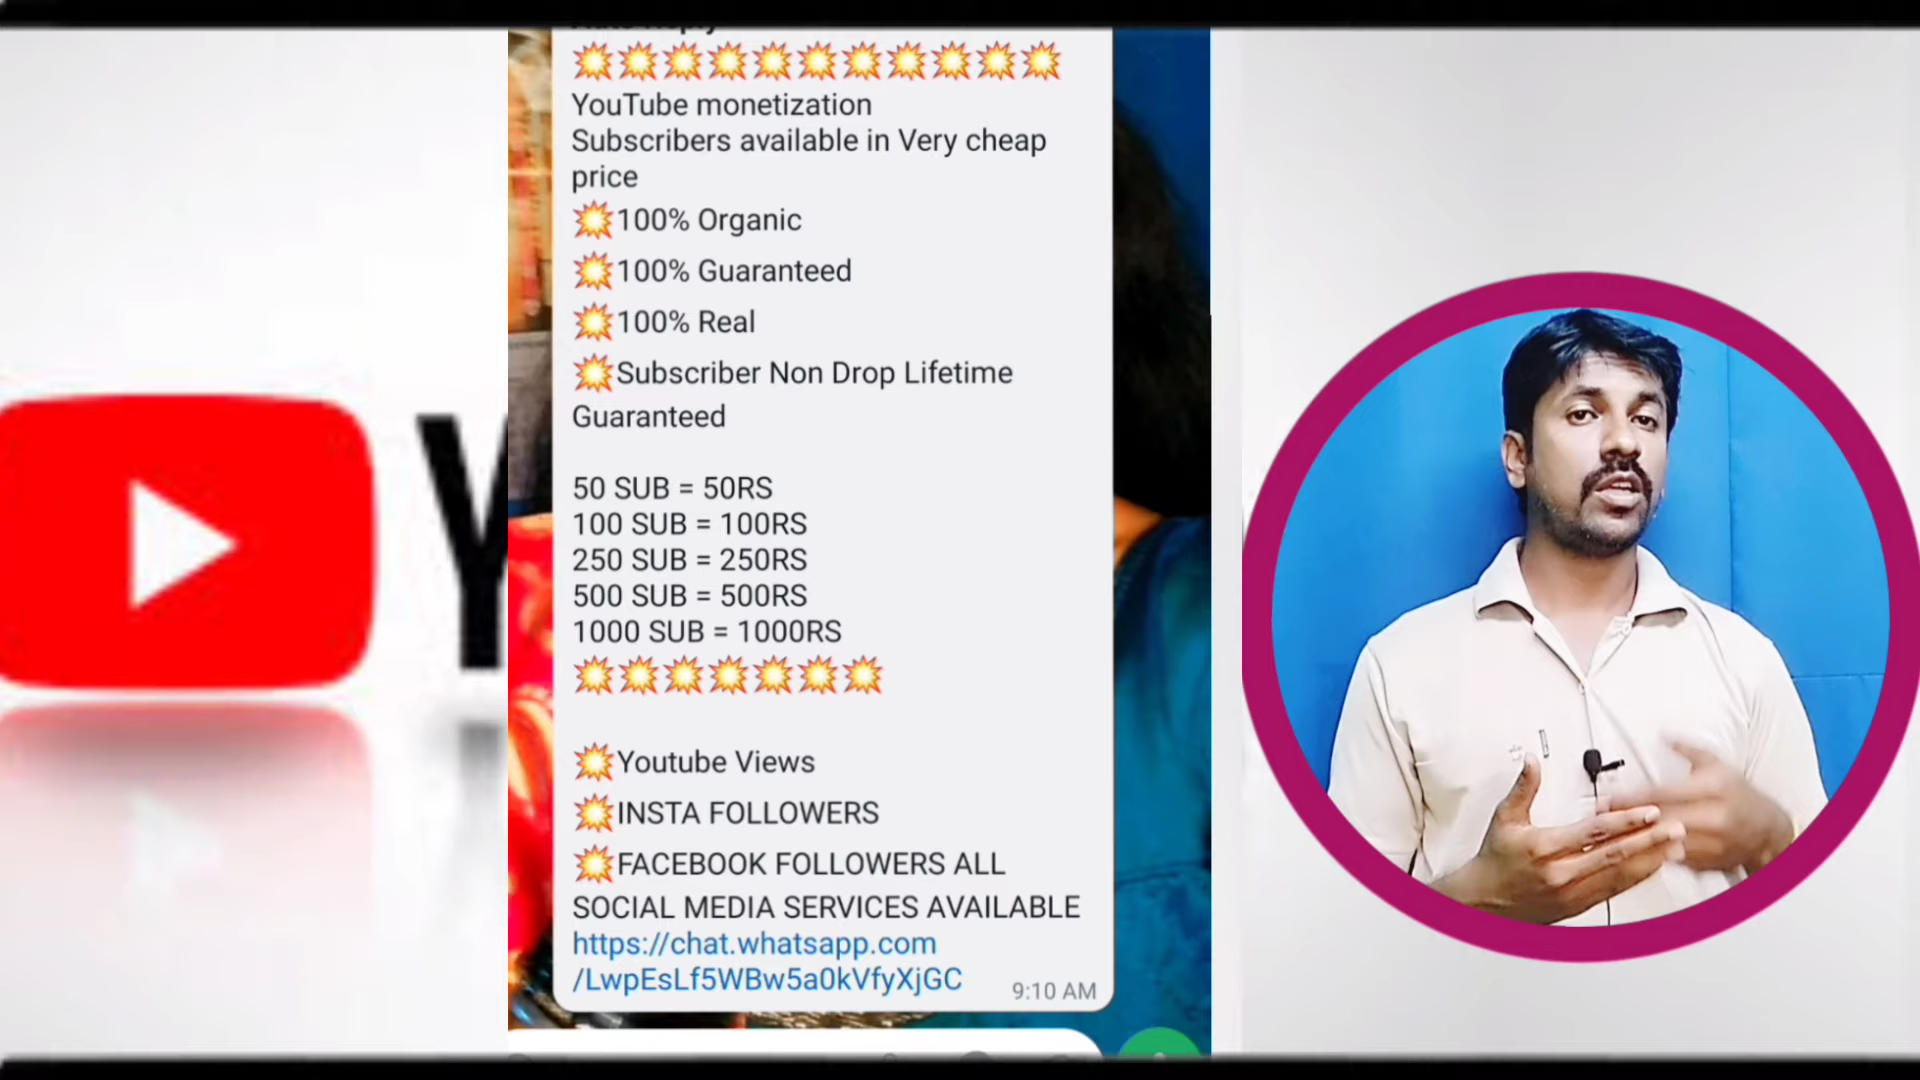 YouTube monetization
Subscribers available in Very cheap
price
💥100% Organic
💥100% Guaranteed
💥100% Real
💥Subscriber Non Drop Lifetime
Guaranteed
50 SUB = 50RS
100 SUB = 100RS
250 SUB = 250RS
500 SUB = 500RS
1000 SUB = 1000RS
💥Youtube Views
💥INSTA FOLLOWERS
💥FACEBOOK FOLLOWERS ALL
SOCIAL MEDIA SERVICES AVAILABLE
https://chat.whatsapp.com
/LwpEsLf5WBw5a0kVfyXjGC
9:10 AM
Y